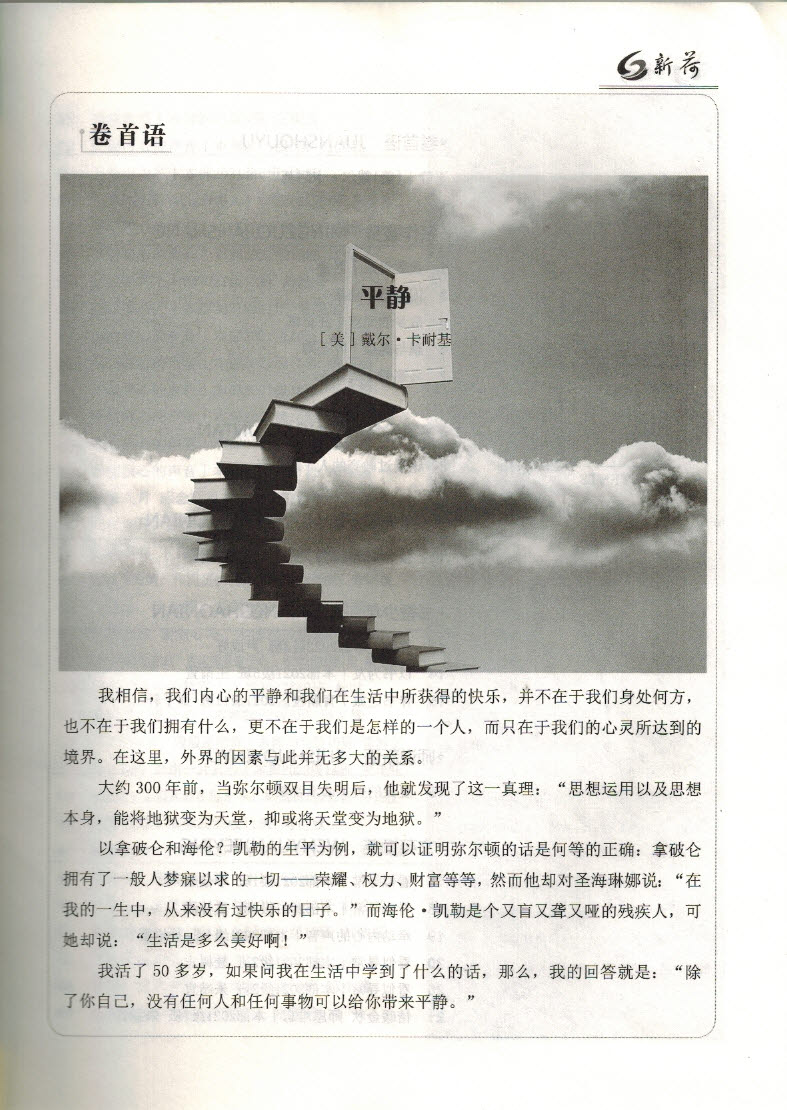 新荷
卷首语
平静
［美］戴尔·卡耐基
我相信，我们内心的平静和我们在生活中所获得的快乐，并不在于我们身处何方，
也不在于我们拥有什么，更不在于我们是怎样的一个人，而只在于我们的心灵所达到的
境界。在这里，外界的因素与此并无多大的关系。
大约 300 年前，当弥尔顿双目失明后，他就发现了这一真理：“思想运用以及思想
本身，能将地狱变为天堂，抑或将天堂变为地狱。”
以拿破仑和海伦？凯勒的生平为例，就可以证明弥尔顿的话是何等的正确：拿破仑
拥有了一般人梦寐以求的一切——荣耀、权力、财富等等，然而他却对圣海琳娜说：“在
我的一生中，从来没有过快乐的日子。”而海伦·凯勒是个又盲又聋又哑的残疾人，可
她却说：“生活是多么美好啊！”
我活了 50 多岁，如果问我在生活中学到了什么的话，那么，我的回答就是：“除
了你自己，没有任何人和任何事物可以给你带来平静。”